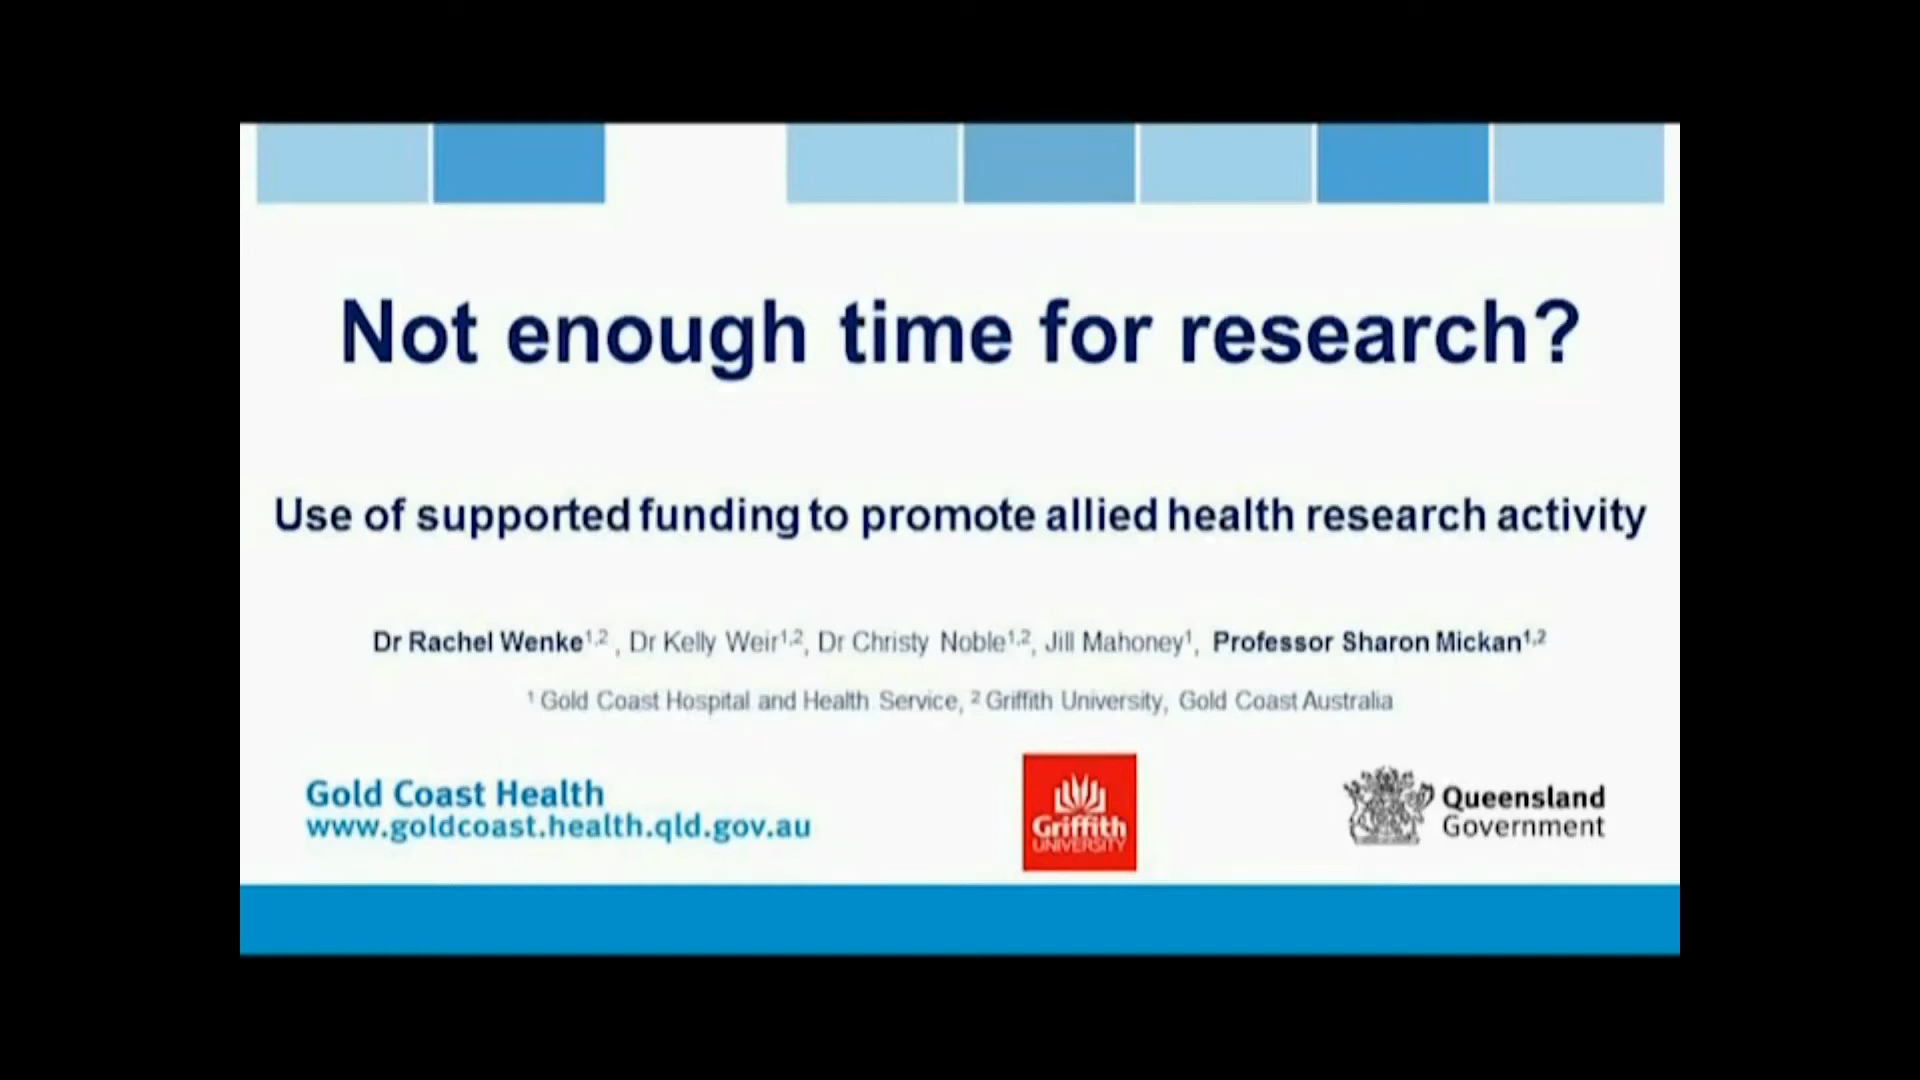 Not enough time for research?
Use of supported funding to promote allied health research activity
Dr Rachel Wenke1,2 , Dr Kelly Weir1,2, Dr Christy Noble1,2, Jill Mahoney1, Professor Sharon Mickan1,2
1 Gold Coast Hospital and Health Service, 2 Griffith University, Gold Coast Australia
Gold Coast Health
www.goldcoast.health.qld.gov.au
Griffith
UNIVERSITY
Queensland
Government